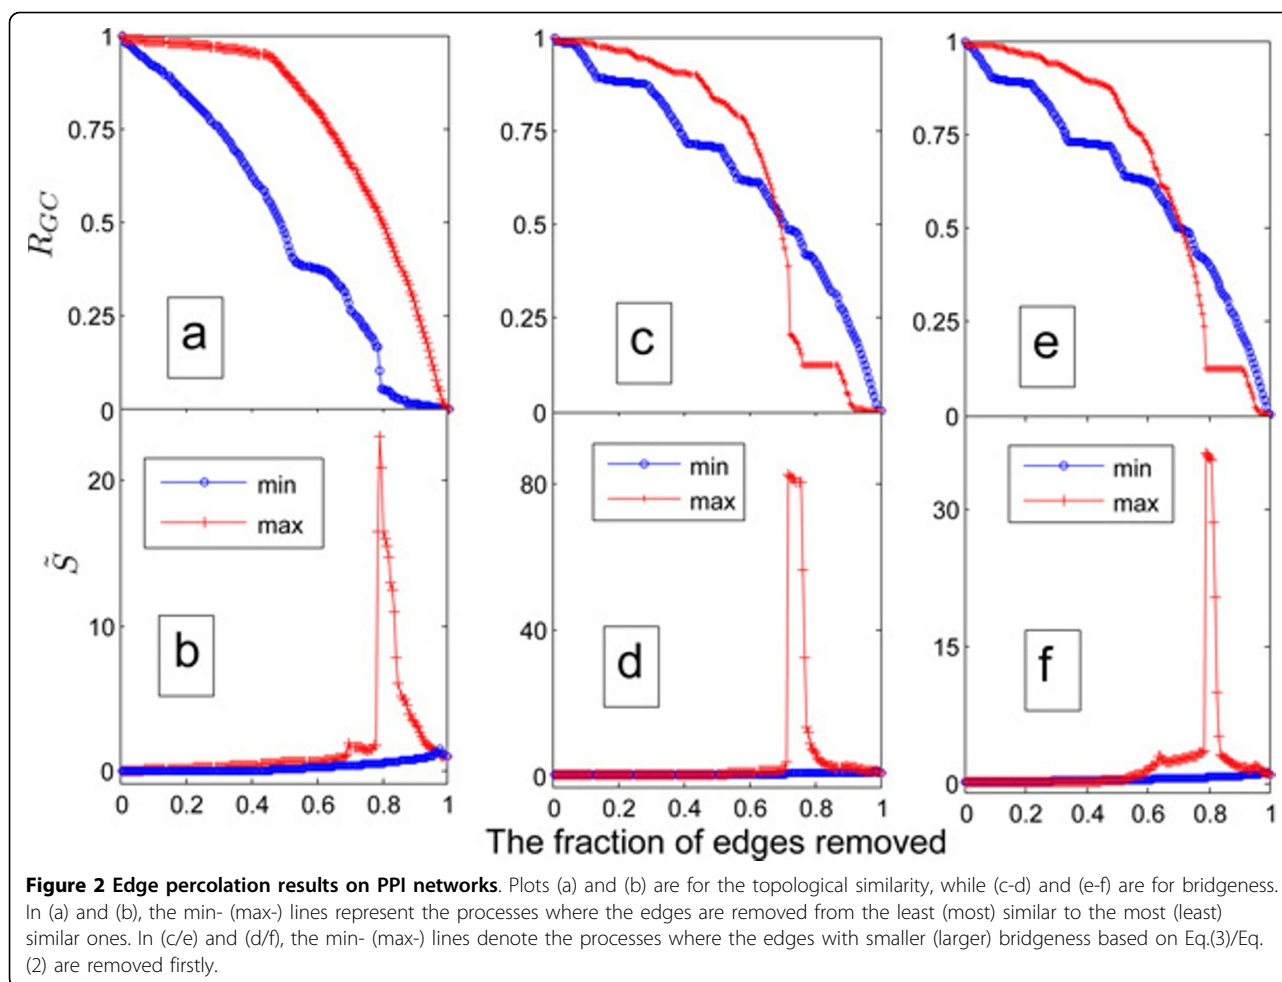 1
0.75
0.5
0.25
0
R_GC
a
1
0.75
0.5
0.25
0
c
1
0.75
0.5
0.25
0
e
20
10
0
S̃
min
max
b
0 0.2 0.4 0.6 0.8 1
80
40
0
min
max
d
0 0.2 0.4 0.6 0.8 1
30
15
0
min
max
f
0 0.2 0.4 0.6 0.8 1
The fraction of edges removed
Figure 2 Edge percolation results on PPI networks. Plots (a) and (b) are for the topological similarity, while (c-d) and (e-f) are for bridgeness.
In (a) and (b), the min- (max-) lines represent the processes where the edges are removed from the least (most) similar to the most (least)
similar ones. In (c/e) and (d/f), the min- (max-) lines denote the processes where the edges with smaller (larger) bridgeness based on Eq.(3)/Eq.
(2) are removed firstly.